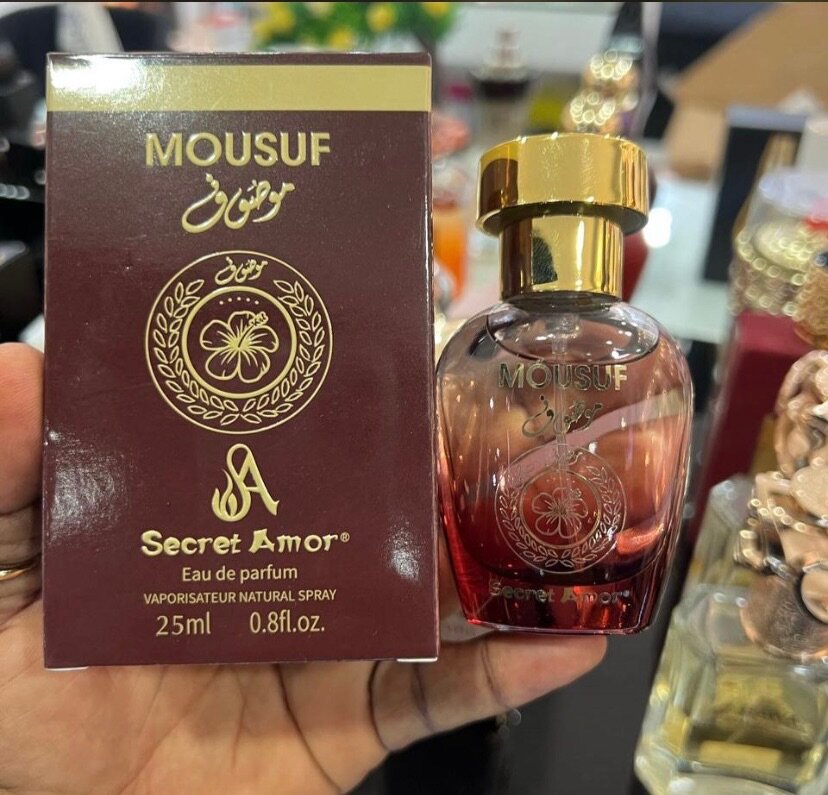 MOUSUF
موصوف
موصوف
SA
Secret Amor®
Eau de parfum
VAPORISATEUR NATURAL SPRAY
25ml 0.8fl.oz.
MOUSUF
موصوف
Secret Amor®